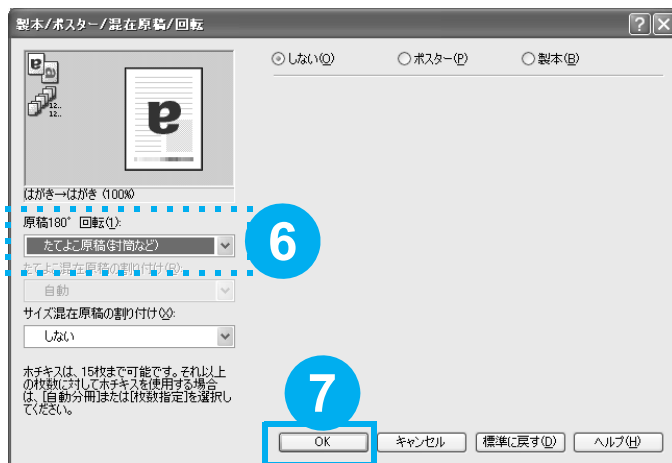 製本/ポスター/混在原稿/回転
しない(O) ポスター(P) 製本(B)
12..
12..
はがき→はがき (100%)
原稿180° 回転(1):
たてよこ原稿(封筒など)
6
たてよこ混在原稿の割り付け(R):
自動
サイズ混在原稿の割り付け(X):
しない
ホチキスは、15枚まで可能です。それ以上
の枚数に対してホチキスを使用する場合
は、[自動分冊]または[枚数指定]を選択し
てください。
7
OK キャンセル 標準に戻す(D) ヘルプ(H)